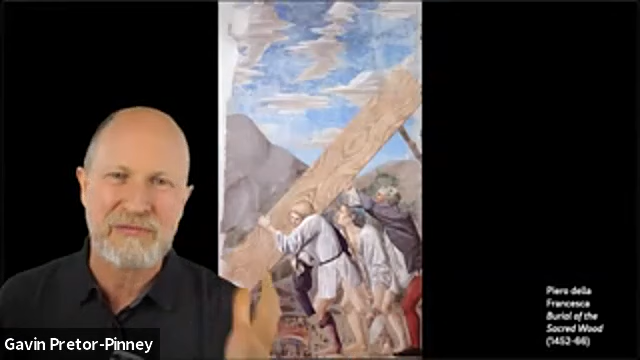 Piero della
Francesca
Burial of the
Sacred Wood
(1452-66)
Gavin Pretor-Pinney